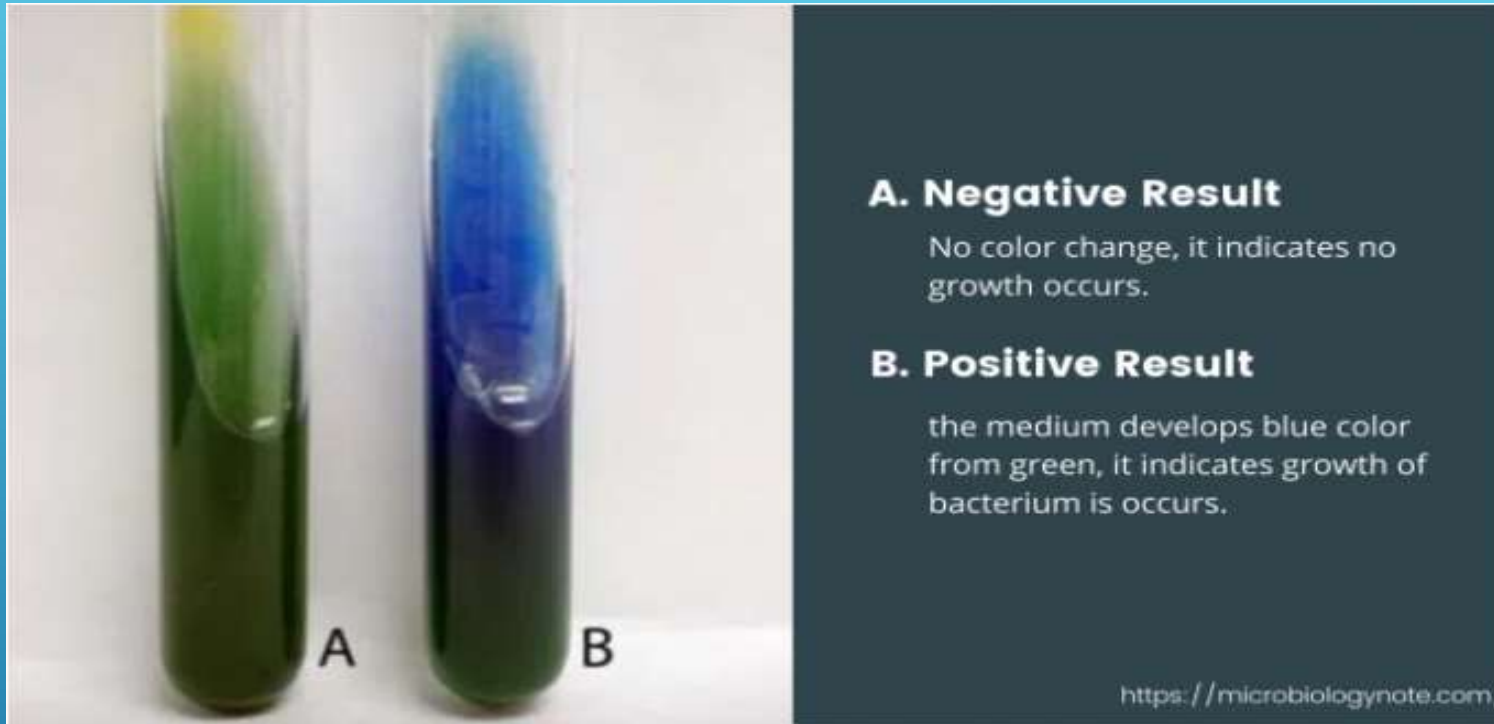 A
B
A. Negative Result
No color change, it indicates no
growth occurs.
B. Positive Result
the medium develops blue color
from green, it indicates growth of
bacterium is occurs.
https://microbiologynote.com